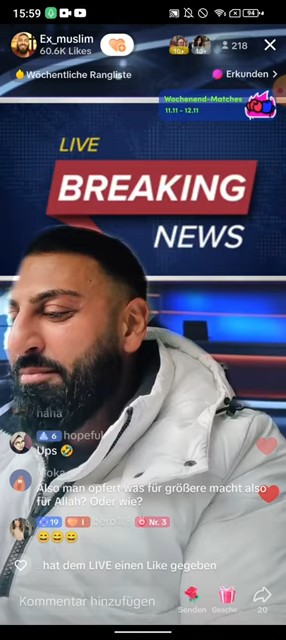 15:59
94
Ex_muslim
60.6K Likes
218
Wöchentliche Rangliste
Erkunden >
Wochenend-Matches
11.11 - 12.11
LIVE
BREAKING
NEWS
haha
6 hopeful
Ups 🤣
Also man opfert was für größere macht also
für Allah? Oder wie?
19 Nr. 3
😄😄😄
hat dem LIVE einen Like gegeben
Kommentar hinzufügen
Senden
Gesche
20